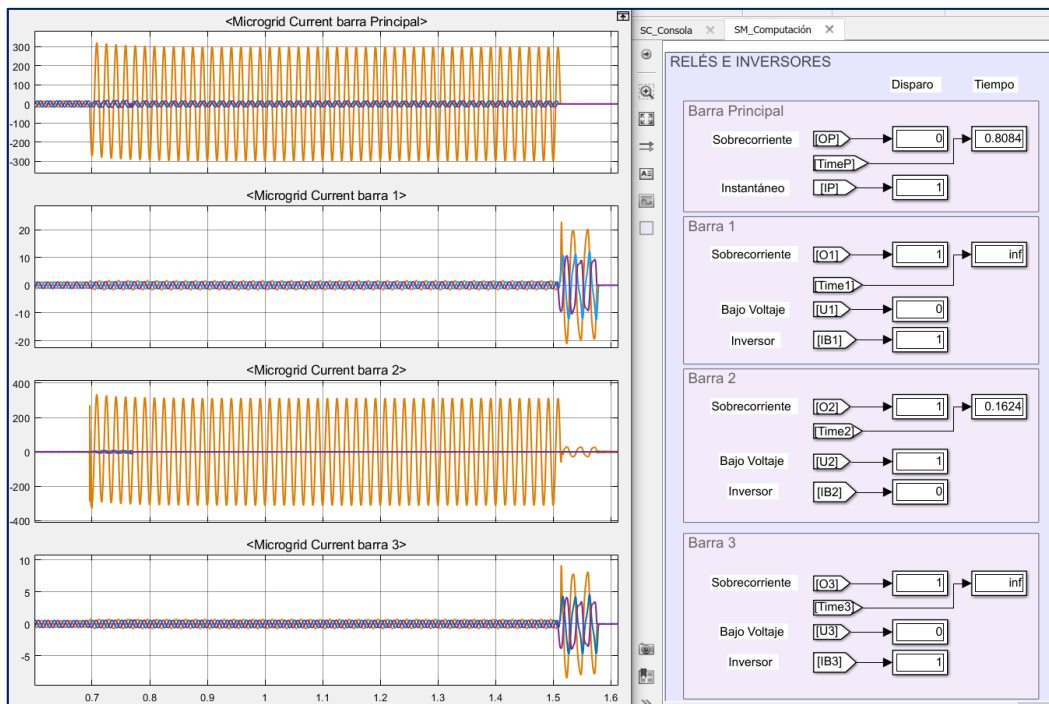 <Microgrid Current barra Principal>
300
200
100
0
-100
-200
-300
<Microgrid Current barra 1>
20
10
0
-10
-20
<Microgrid Current barra 2>
400
200
0
-200
-400
<Microgrid Current barra 3>
10
5
0
-5
0.7 0.8 0.9 1 1.1 1.2 1.3 1.4 1.5 1.6
SC_Consola SM_Computación
RELÉS E INVERSORES
Disparo Tiempo
Barra Principal
Sobrecorriente [OP] 0 0.8084
[TimeP]
Instantáneo [IP] 1
Barra 1
Sobrecorriente [O1] 1 inf
[Time1]
Bajo Voltaje [U1] 0
Inversor [IB1] 1
Barra 2
Sobrecorriente [O2] 1 0.1624
[Time2]
Bajo Voltaje [U2] 1
Inversor [IB2] 0
Barra 3
Sobrecorriente [O3] 1 inf
[Time3]
Bajo Voltaje [U3] 0
Inversor [IB3] 1